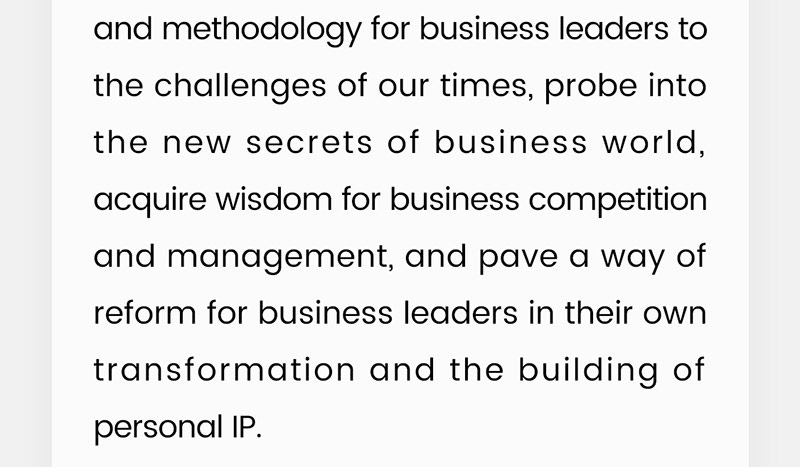 and methodology for business leaders to
the challenges of our times, probe into
the new secrets of business world,
acquire wisdom for business competition
and management, and pave a way of
reform for business leaders in their own
transformation and the building of
personal IP.